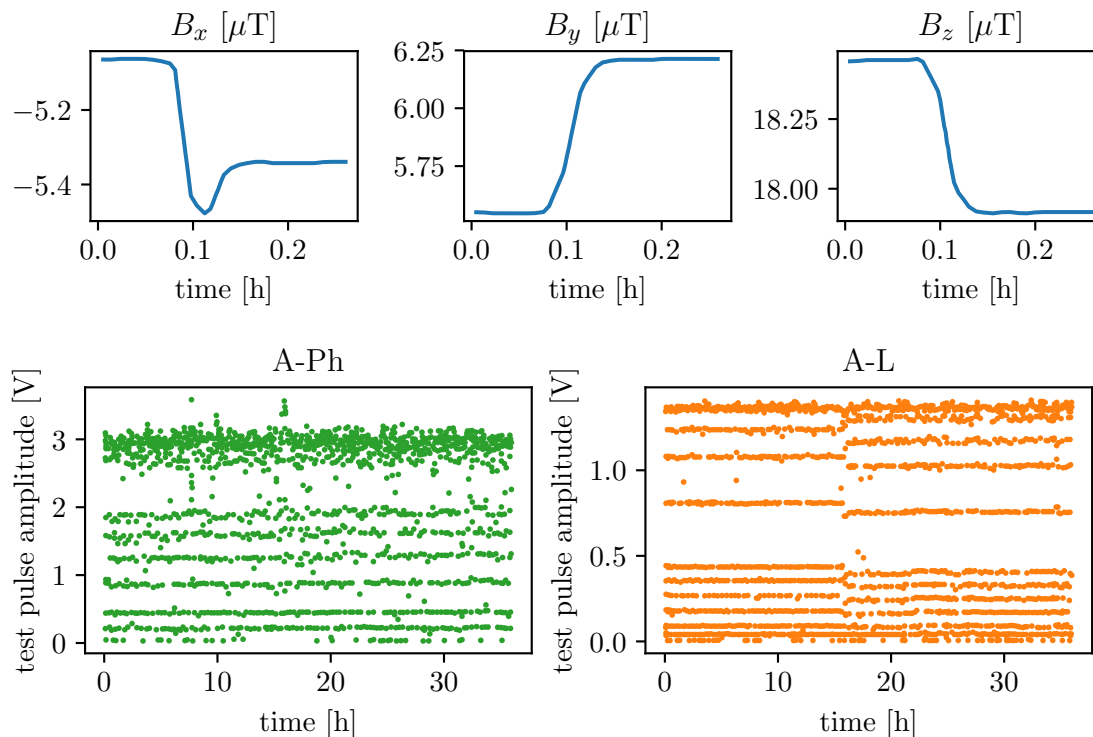 B_x [μT] B_y [μT] B_z [μT]
−5.2
−5.4
0.0 0.1 0.2
time [h]
6.25
6.00
5.75
0.0 0.1 0.2
time [h]
18.25
18.00
0.0 0.1 0.2
time [h]
A-Ph
test pulse amplitude [V]
3
2
1
0
0 10 20 30
time [h]
A-L
test pulse amplitude [V]
1.0
0.5
0.0
0 10 20 30
time [h]